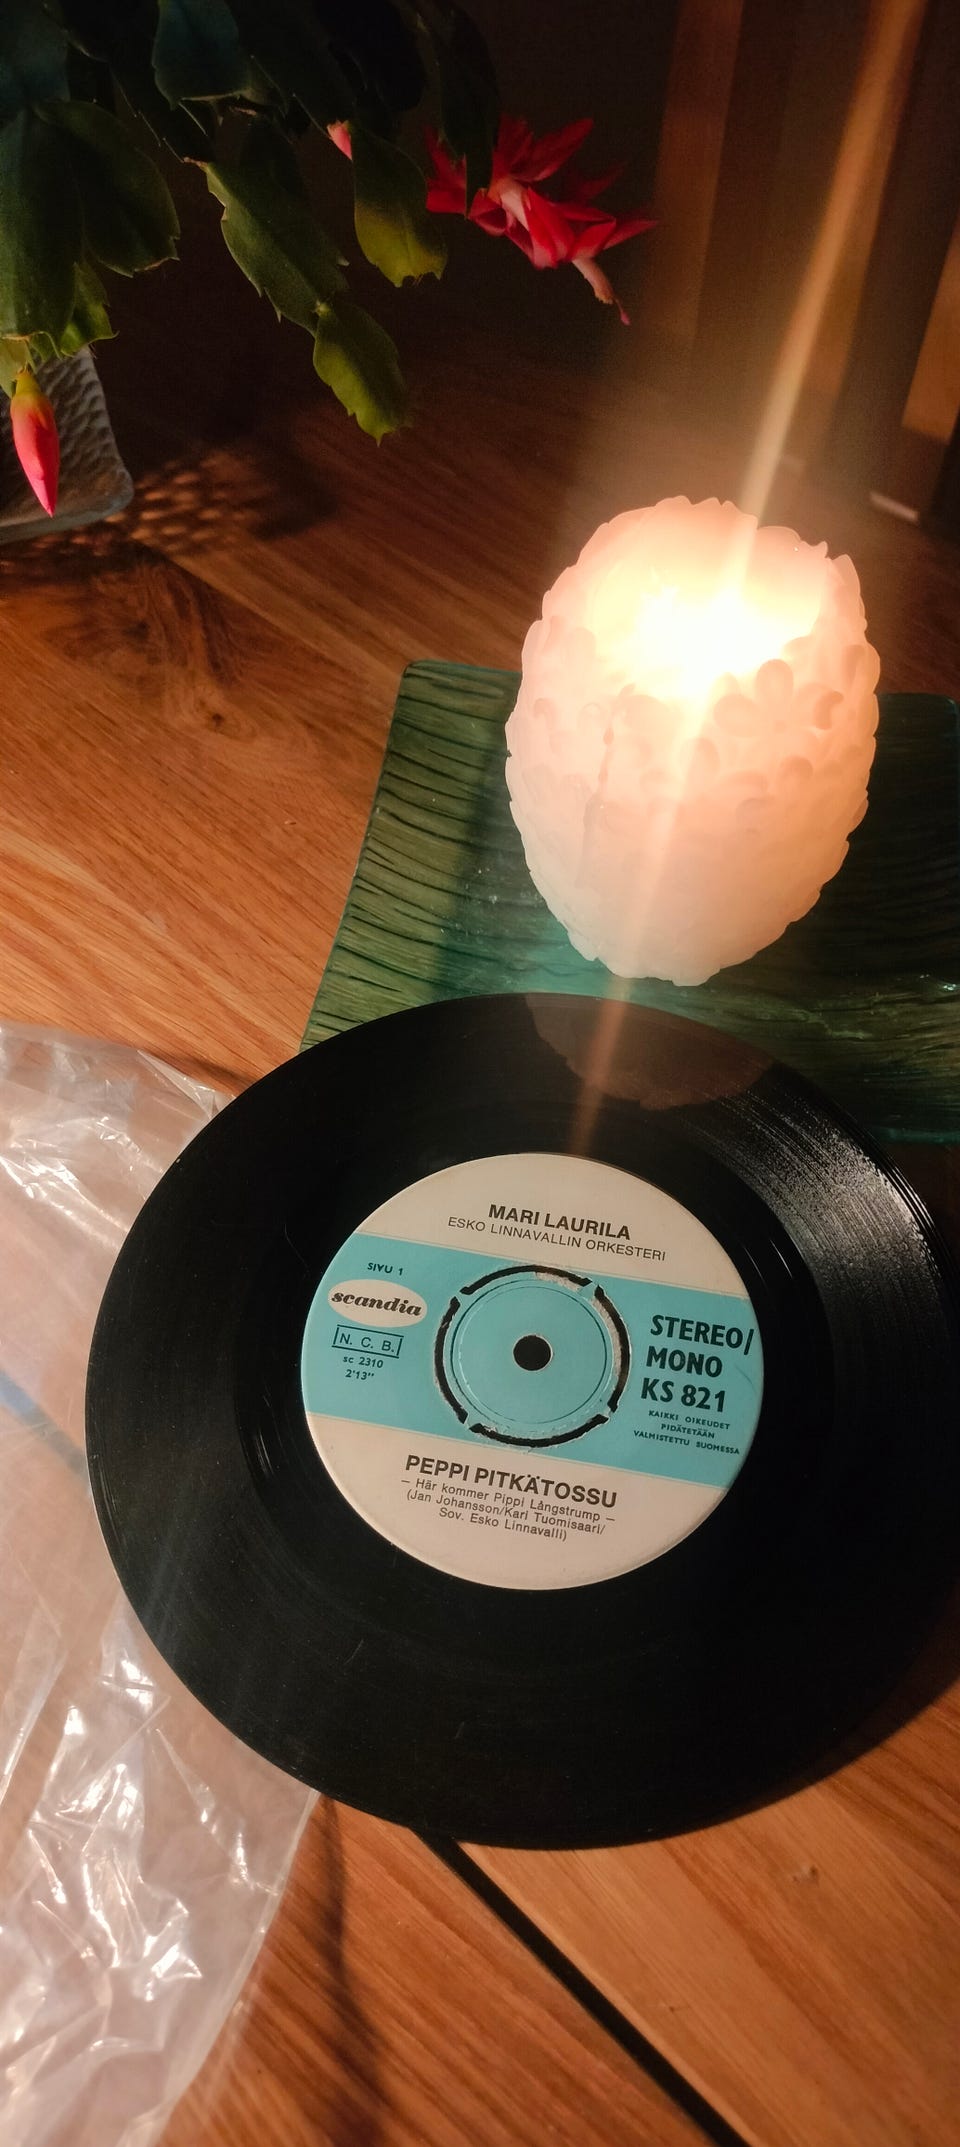 MARI LAURILA
ESKO LINNAVALLIN ORKESTERI
SIVU 1
scandia
N. C. B.
sc 2310
2'13"
STEREO/
MONO
KS 821
KAIKKI OIKEUDET
PIDÄTETÄÄN
VALMISTETTU SUOMESSA
PEPPI PITKÄTOSSU
— Här kommer Pippi Långstrump —
(Jan Johansson/Kari Tuomisaari/
Sov. Esko Linnavalli)